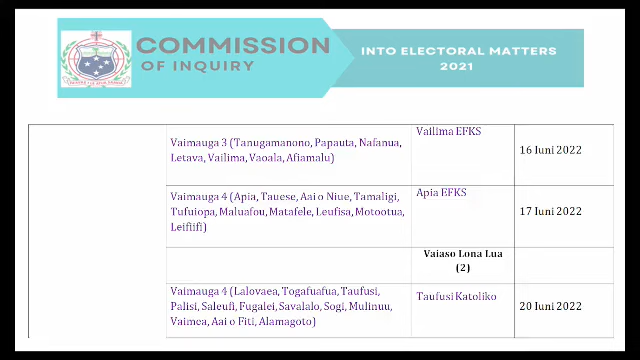 COMMISSION
OF INQUIRY
INTO ELECTORAL MATTERS
2021
Vaimauga 3 (Tanugamanono, Papauta, Nafanua,
Letava, Vailima, Vaoala, Afiamalu)
Vailima EFKS
16 Iuni 2022
Vaimauga 4 (Apia, Tauese, Aai o Niue, Tamaligi,
Tufuiopa, Maluafou, Matafele, Leufisa, Motootua,
Leifiifi)
Apia EFKS
17 Iuni 2022
Vaiaso Lona Lua
(2)
Vaimauga 4 (Lalovaea, Togafuafua, Taufusi,
Palisi, Saleufi, Fugalei, Savalalo, Sogi, Mulinuu,
Vaimea, Aai o Fiti, Alamagoto)
Taufusi Katoliko
20 Iuni 2022